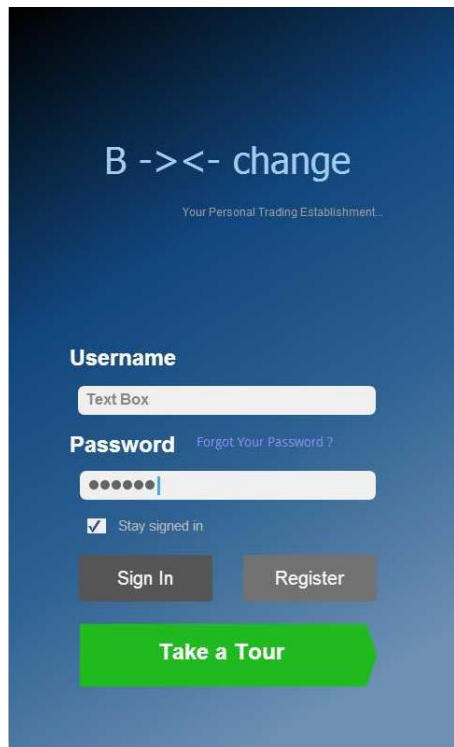 B -><- change
Your Personal Trading Establishment...
Username
Text Box
Password Forgot Your Password ?
●●●●●●
Stay signed in
Sign In Register
Take a Tour